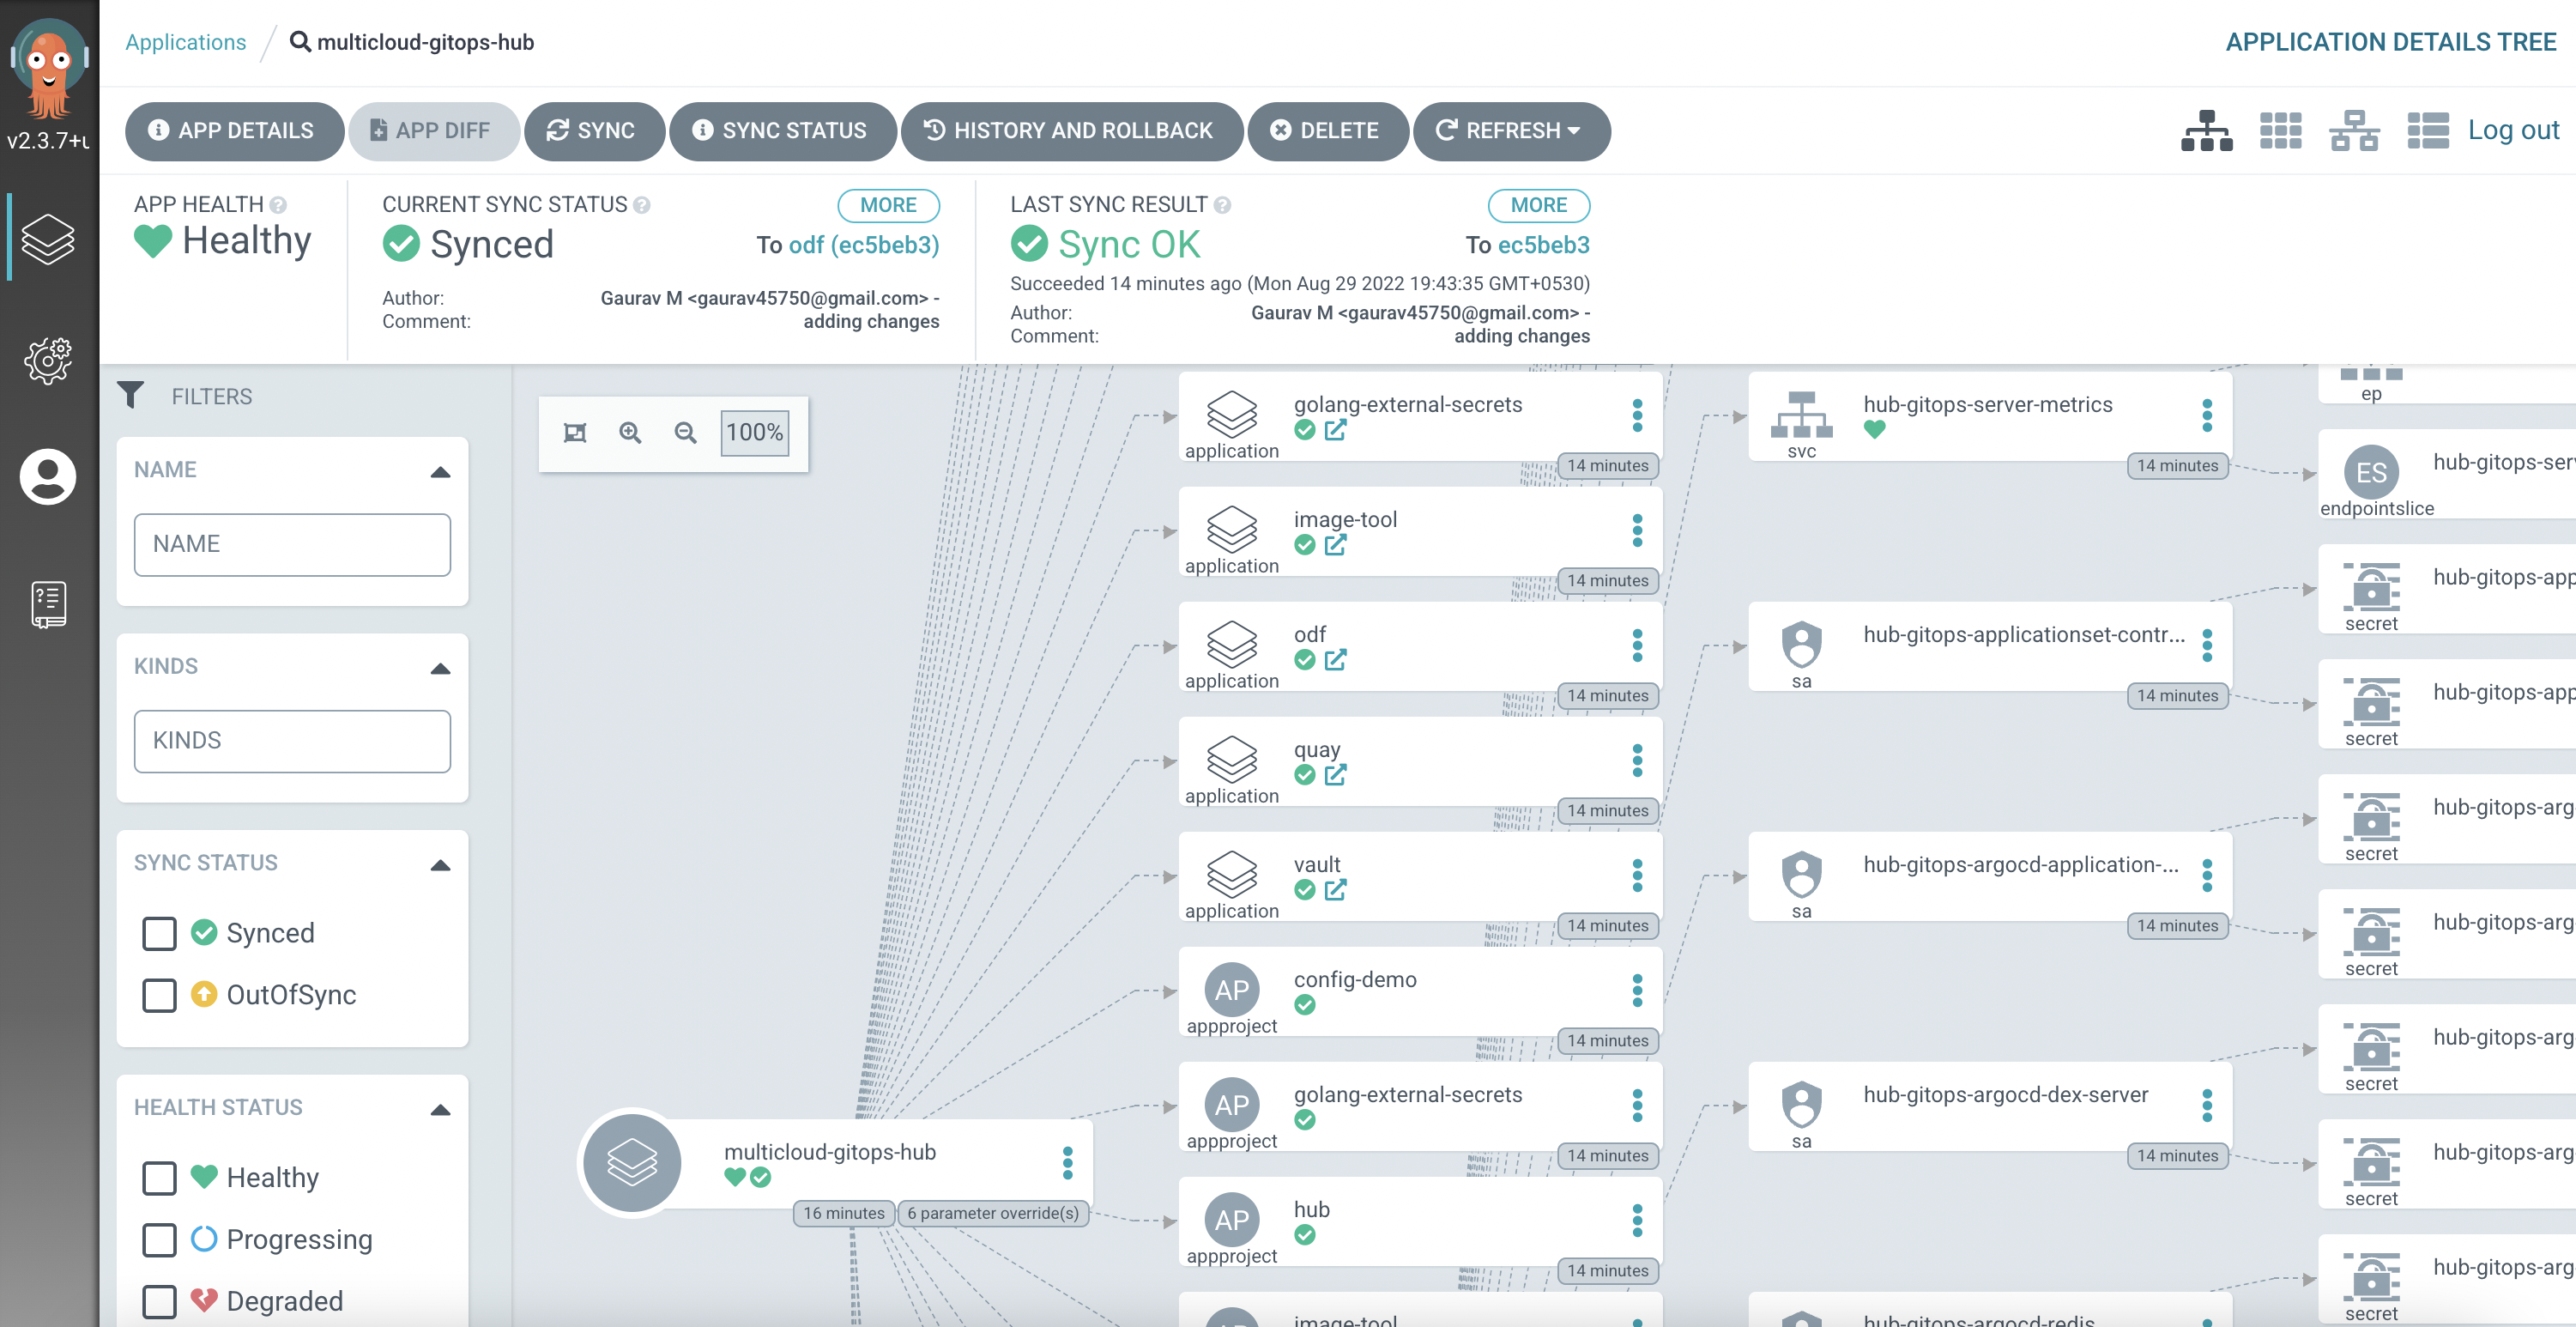 Applications / multicloud-gitops-hub
APPLICATION DETAILS TREE
v2.3.7+u
APP DETAILS
APP DIFF
SYNC
SYNC STATUS
HISTORY AND ROLLBACK
DELETE
REFRESH
Log out
APP HEALTH
Healthy
CURRENT SYNC STATUS
MORE
Synced
To odf (ec5beb3)
Author: Gaurav M <gaurav45750@gmail.com> -
Comment: adding changes
LAST SYNC RESULT
MORE
Sync OK
To ec5beb3
Succeeded 14 minutes ago (Mon Aug 29 2022 19:43:35 GMT+0530)
Author: Gaurav M <gaurav45750@gmail.com> -
Comment: adding changes
FILTERS
NAME
NAME
KINDS
KINDS
SYNC STATUS
Synced
OutOfSync
HEALTH STATUS
Healthy
Progressing
Degraded
100%
multicloud-gitops-hub
16 minutes
6 parameter override(s)
golang-external-secrets
application
14 minutes
image-tool
application
14 minutes
odf
application
14 minutes
quay
application
14 minutes
vault
application
14 minutes
AP
config-demo
appproject
14 minutes
AP
golang-external-secrets
appproject
14 minutes
AP
hub
appproject
14 minutes
image-tool
hub-gitops-server-metrics
svc
14 minutes
hub-gitops-applicationset-contr...
sa
14 minutes
hub-gitops-argocd-application-...
sa
14 minutes
hub-gitops-argocd-dex-server
sa
14 minutes
hub-gitops-argocd-redis
ep
ES
hub-gitops-ser
endpointslice
hub-gitops-app
secret
hub-gitops-app
secret
hub-gitops-arg
secret
hub-gitops-arg
secret
hub-gitops-arg
secret
hub-gitops-arg
secret
hub-gitops-arg
secret